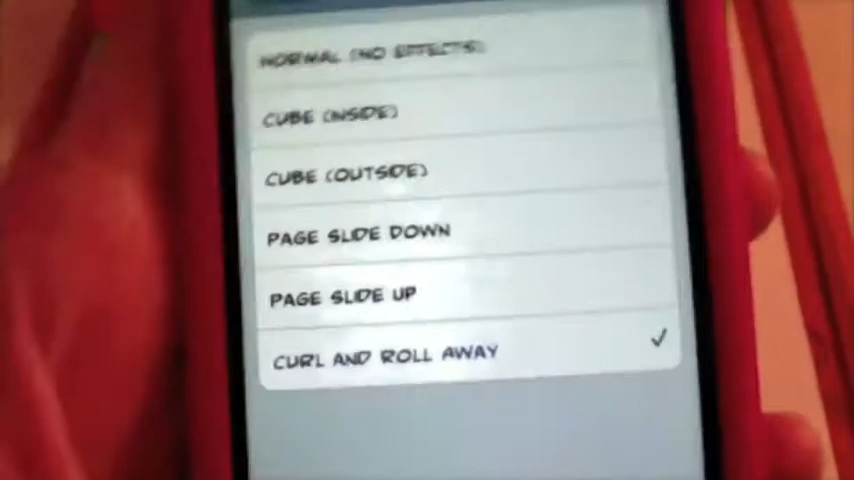 NORMAL (NO EFFECTS)
CUBE (INSIDE)
CUBE (OUTSIDE)
PAGE SLIDE DOWN
PAGE SLIDE UP
CURL AND ROLL AWAY